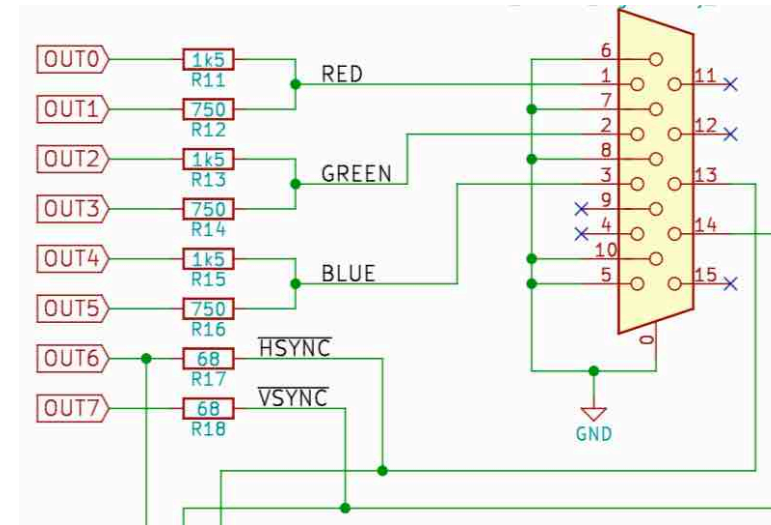 OUT0 1k5 R11 RED
OUT1 750 R12
OUT2 1k5 R13 GREEN
OUT3 750 R14
OUT4 1k5 R15 BLUE
OUT5 750 R16
OUT6 68 R17 HSYNC
OUT7 68 R18 VSYNC
6
1 11
7
2 12
8
3 13
9
4 14
10
5 15
0
GND